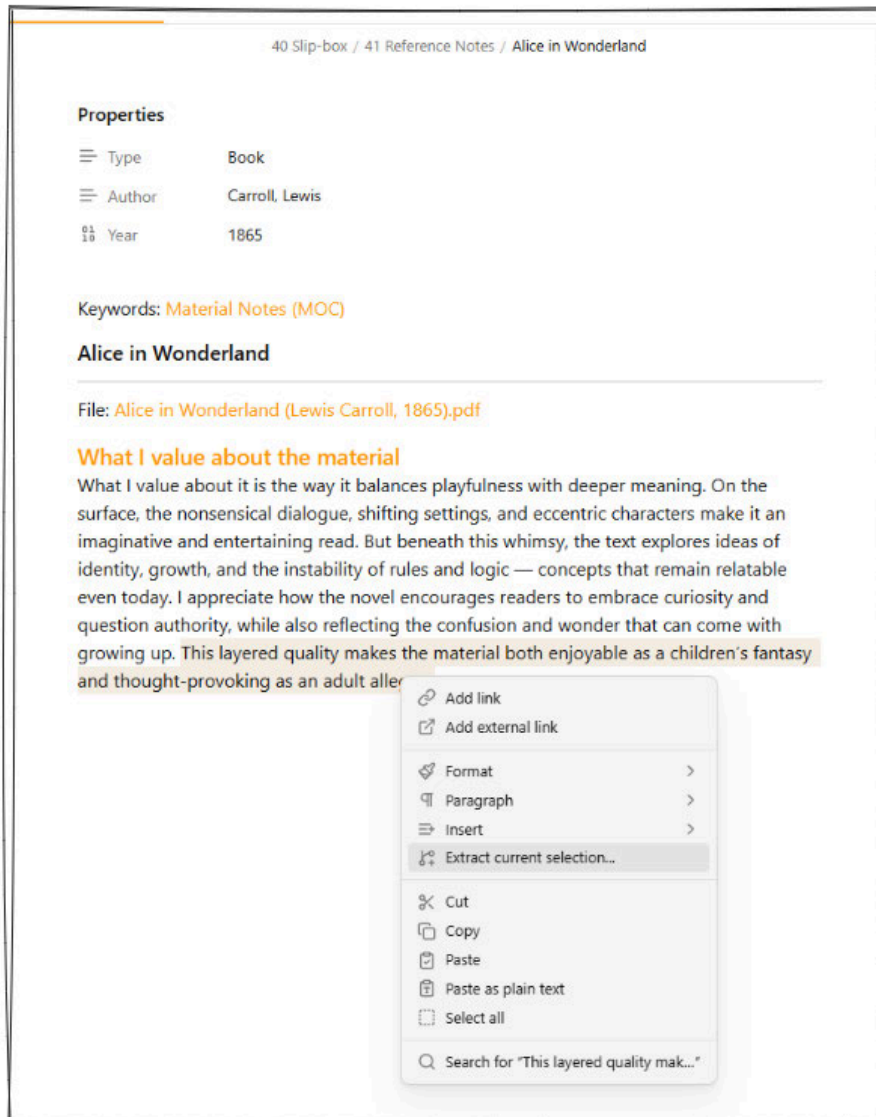 40 Slip-box / 41 Reference Notes / Alice in Wonderland
Properties
Type Book
Author Carroll, Lewis
Year 1865
Keywords: Material Notes (MOC)
Alice in Wonderland
File: Alice in Wonderland (Lewis Carroll, 1865).pdf
What I value about the material
What I value about it is the way it balances playfulness with deeper meaning. On the
surface, the nonsensical dialogue, shifting settings, and eccentric characters make it an
imaginative and entertaining read. But beneath this whimsy, the text explores ideas of
identity, growth, and the instability of rules and logic — concepts that remain relatable
even today. I appreciate how the novel encourages readers to embrace curiosity and
question authority, while also reflecting the confusion and wonder that can come with
growing up. This layered quality makes the material both enjoyable as a children's fantasy
and thought-provoking as an adult
Add link
Add external link
Format
Paragraph
Insert
Extract current selection...
Cut
Copy
Paste
Paste as plain text
Select all
Search for "This layered quality mak..."